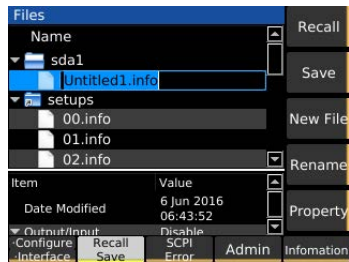 Files
Name
sda1
Untitled1.info
setups
00.info
01.info
02.info
Item Value
Date Modified 6 Jun 2016
06:43:52
Output/Input Disable
Recall
Save
New File
Rename
Property
·Configure
·Interface
Recall
Save
SCPI
Error
Admin
Infomation